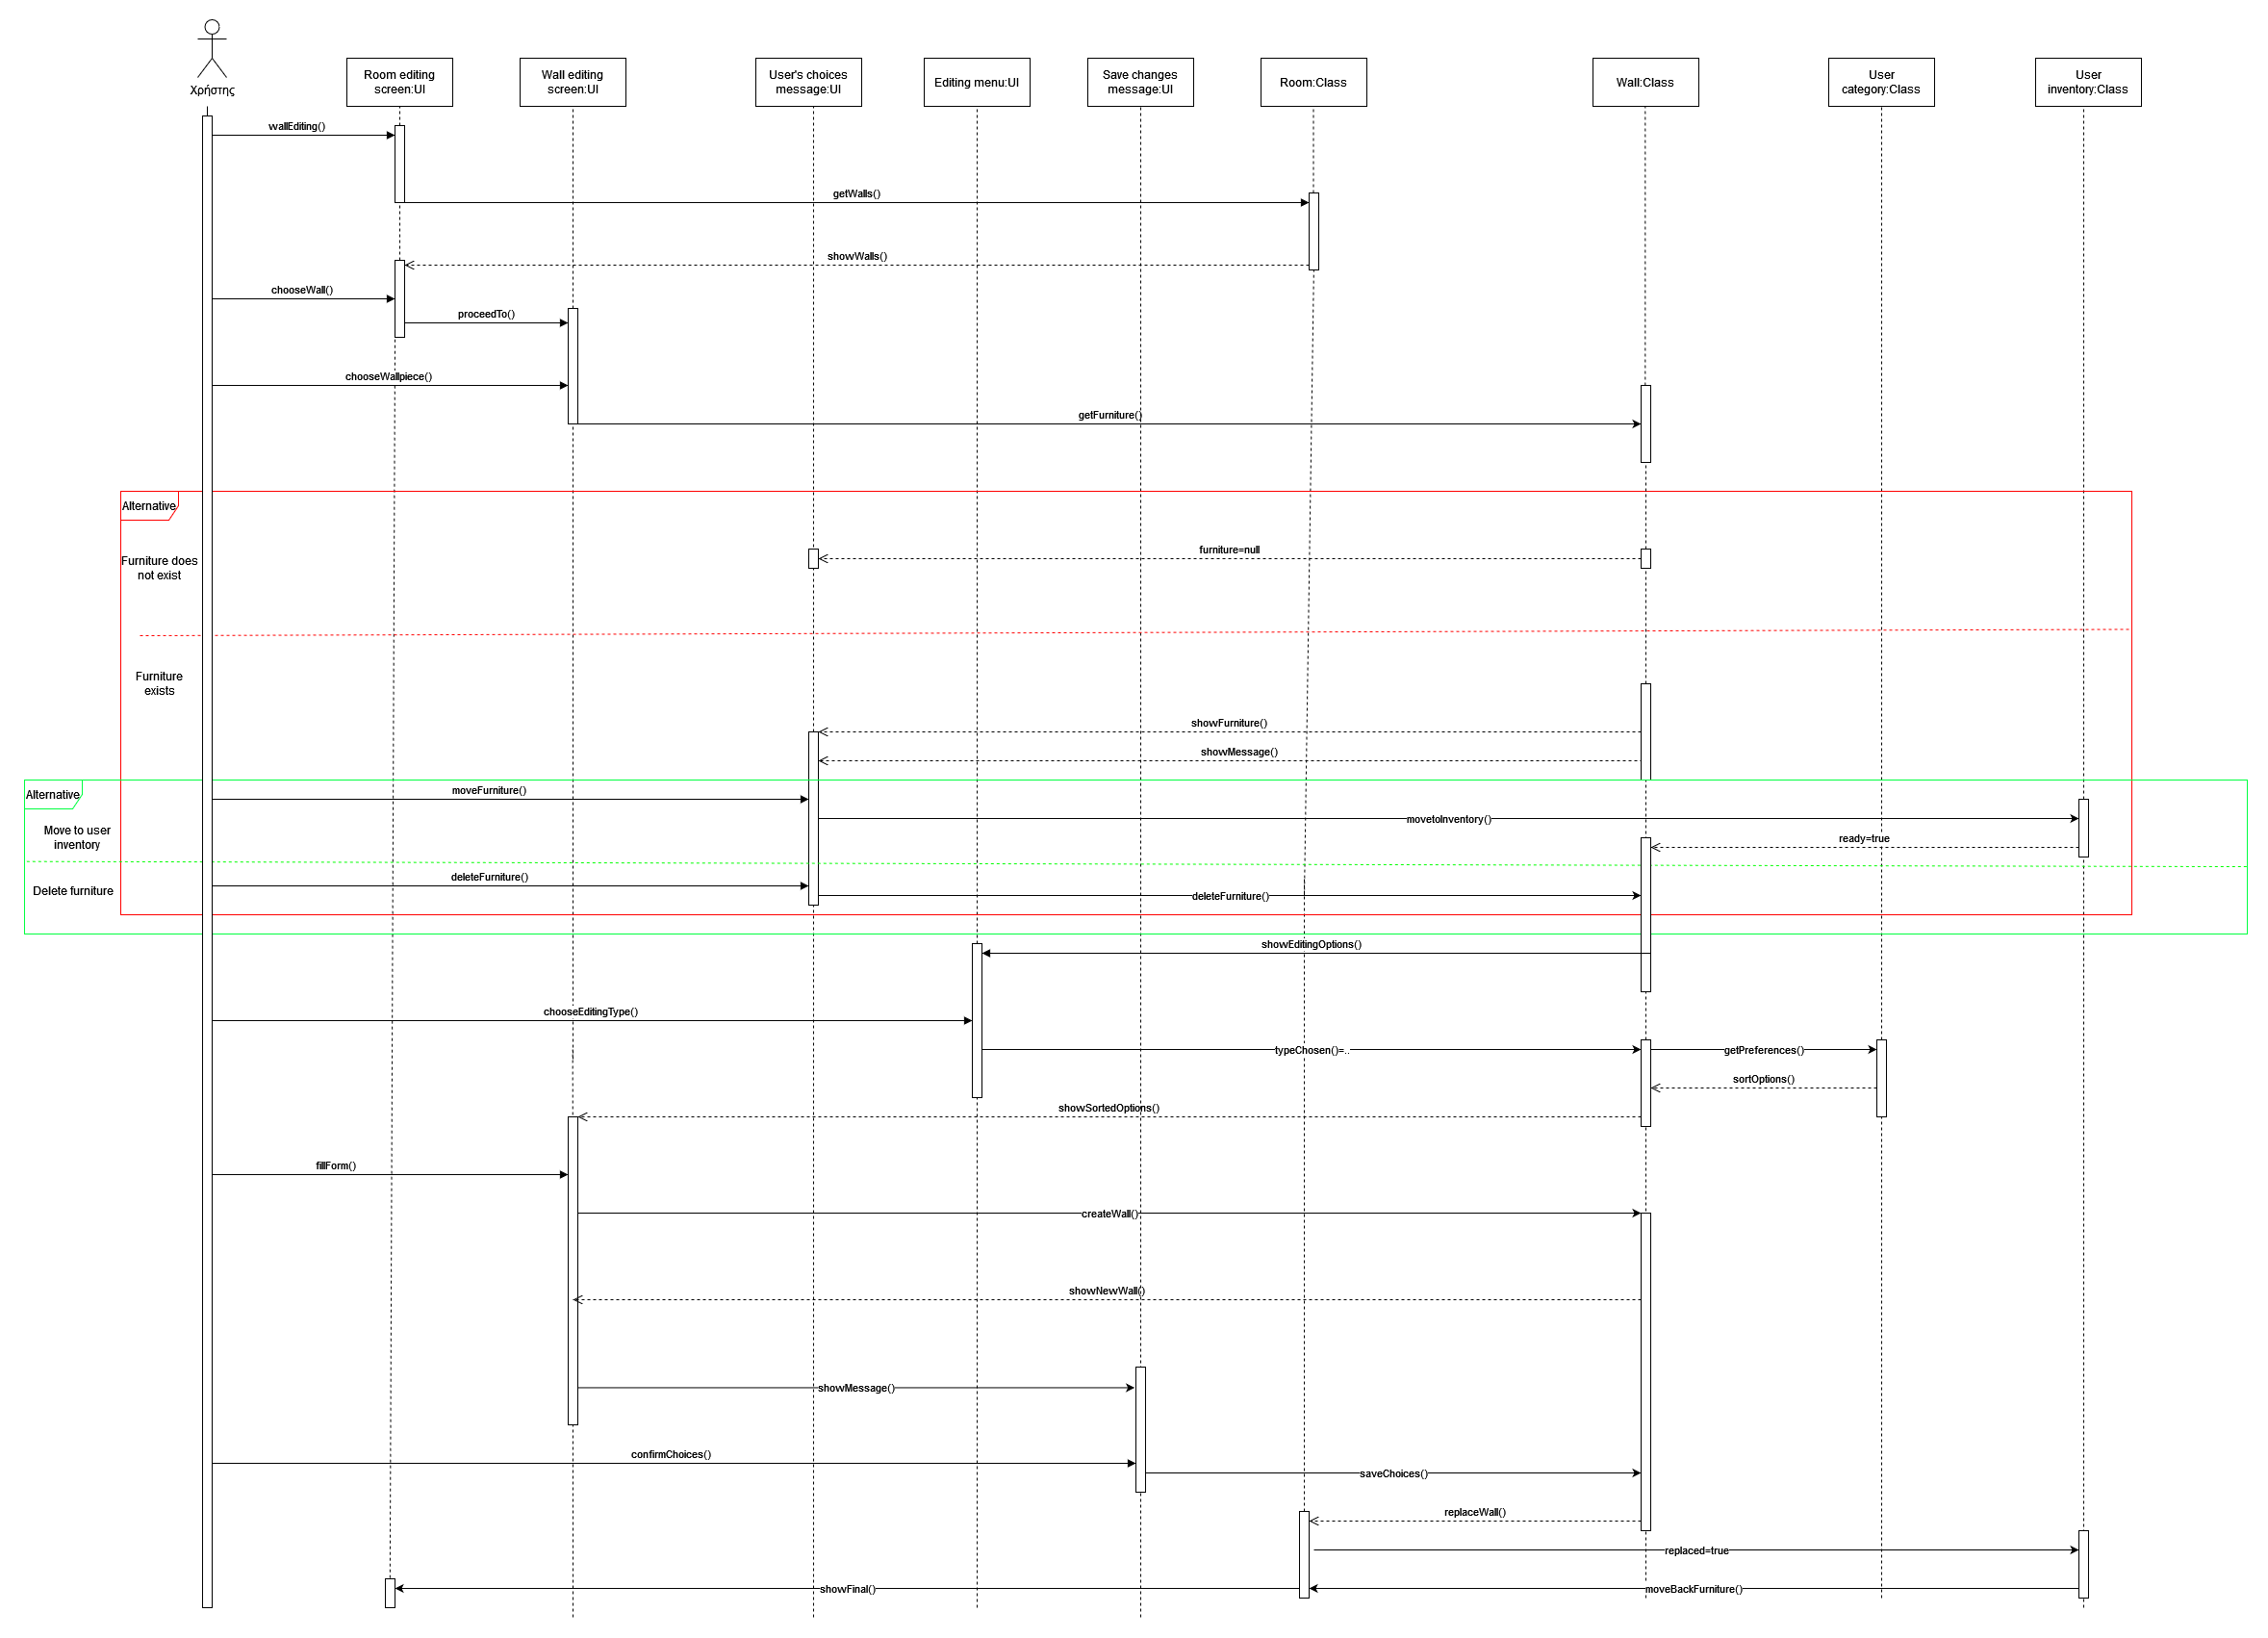 Χρήστης
Room editing
screen:UI
Wall editing
screen:UI
User's choices
message:UI
Editing menu:UI
Save changes
message:UI
Room:Class
Wall:Class
User
category:Class
User
inventory:Class
wallEditing()
getWalls()
showWalls()
chooseWall()
proceedTo()
chooseWallpiece()
getFurniture()
Alternative
Furniture does
not exist
furniture=null
Furniture
exists
showFurniture()
showMessage()
Alternative
moveFurniture()
Move to user
inventory
movetoInventory()
ready=true
deleteFurniture()
Delete furniture
deleteFurniture()
showEditingOptions()
chooseEditingType()
typeChosen()=..
getPreferences()
sortOptions()
showSortedOptions()
fillForm()
createWall()
showNewWall()
showMessage()
confirmChoices()
saveChoices()
replaceWall()
replaced=true
showFinal()
moveBackFurniture()